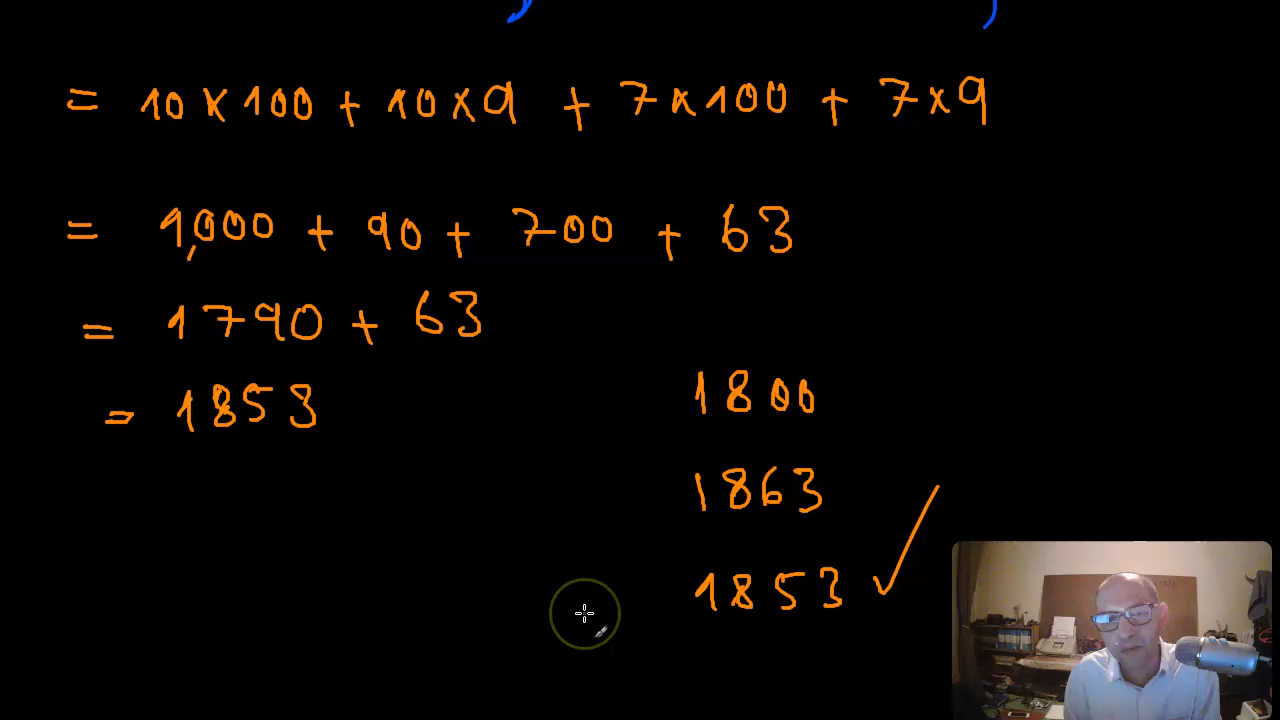 = 10 × 100 + 10 × 9 + 7 × 100 + 7 × 9
= 1,000 + 90 + 700 + 63
= 1790 + 63
= 1853
1800
1863
1853 ✓